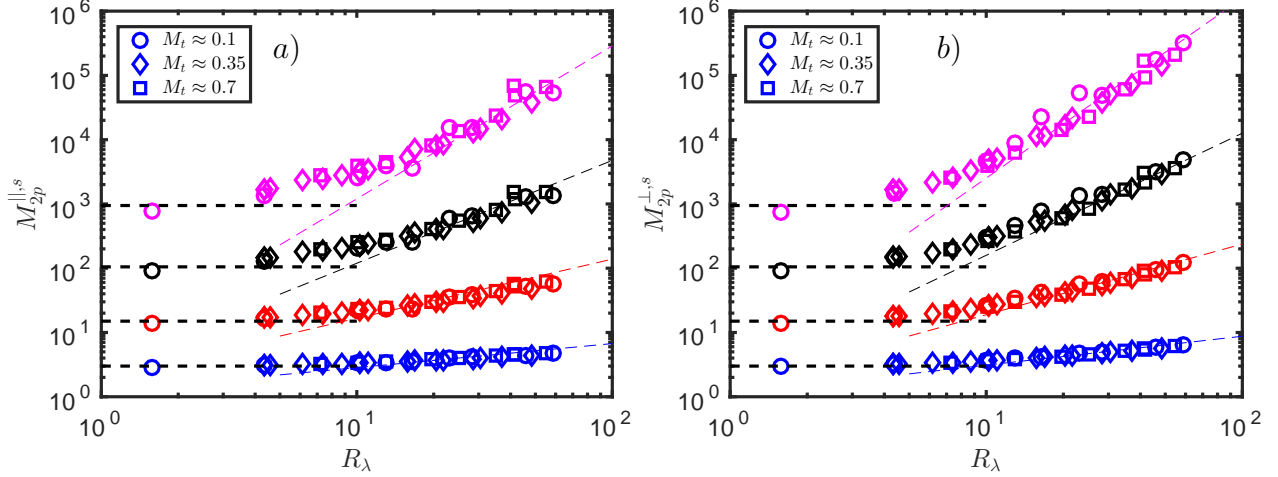 10^6
10^5
10^4
10^3
10^2
10^1
10^0
M_{2p}^{||,s}
M_t ≈ 0.1
M_t ≈ 0.35
M_t ≈ 0.7
a)
10^0 10^1 10^2
R_λ
10^6
10^5
10^4
10^3
10^2
10^1
10^0
M_{2p}^{⊥,s}
M_t ≈ 0.1
M_t ≈ 0.35
M_t ≈ 0.7
b)
10^0 10^1 10^2
R_λ